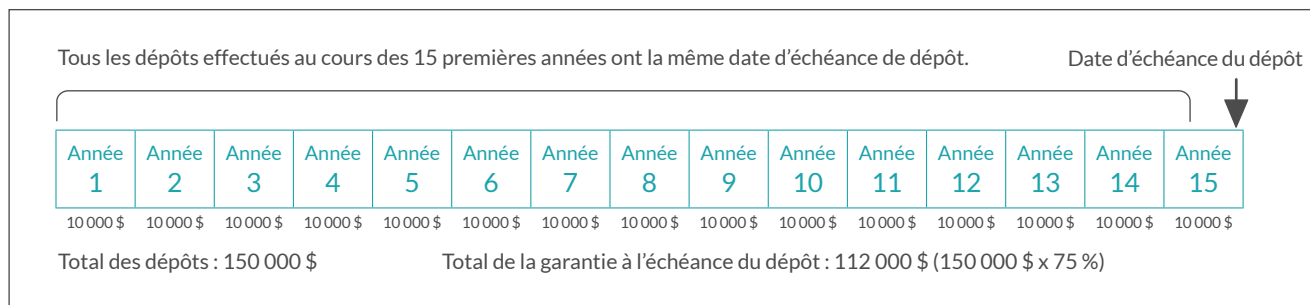 Tous les dépôts effectués au cours des 15 premières années ont la même date d’échéance de dépôt.
Date d’échéance du dépôt
Année Année Année Année Année Année Année Année Année Année Année Année Année Année Année
1 2 3 4 5 6 7 8 9 10 11 12 13 14 15
10 000 $ 10 000 $ 10 000 $ 10 000 $ 10 000 $ 10 000 $ 10 000 $ 10 000 $ 10 000 $ 10 000 $ 10 000 $ 10 000 $ 10 000 $ 10 000 $ 10 000 $
Total des dépôts : 150 000 $
Total de la garantie à l’échéance du dépôt : 112 000 $ (150 000 $ x 75 %)